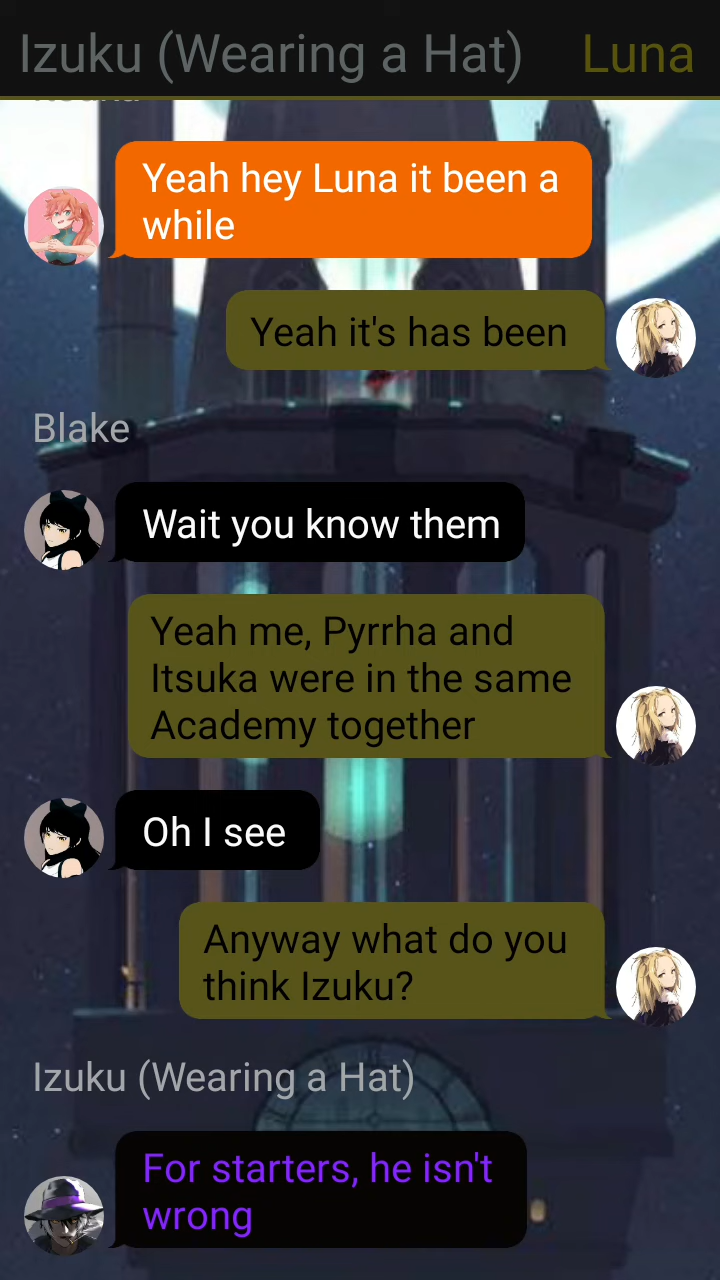 Izuku (Wearing a Hat) Luna
Yeah hey Luna it been a
while
Yeah it's has been
Blake
Wait you know them
Yeah me, Pyrrha and
Itsuka were in the same
Academy together
Oh I see
Anyway what do you
think Izuku?
Izuku (Wearing a Hat)
For starters, he isn't
wrong